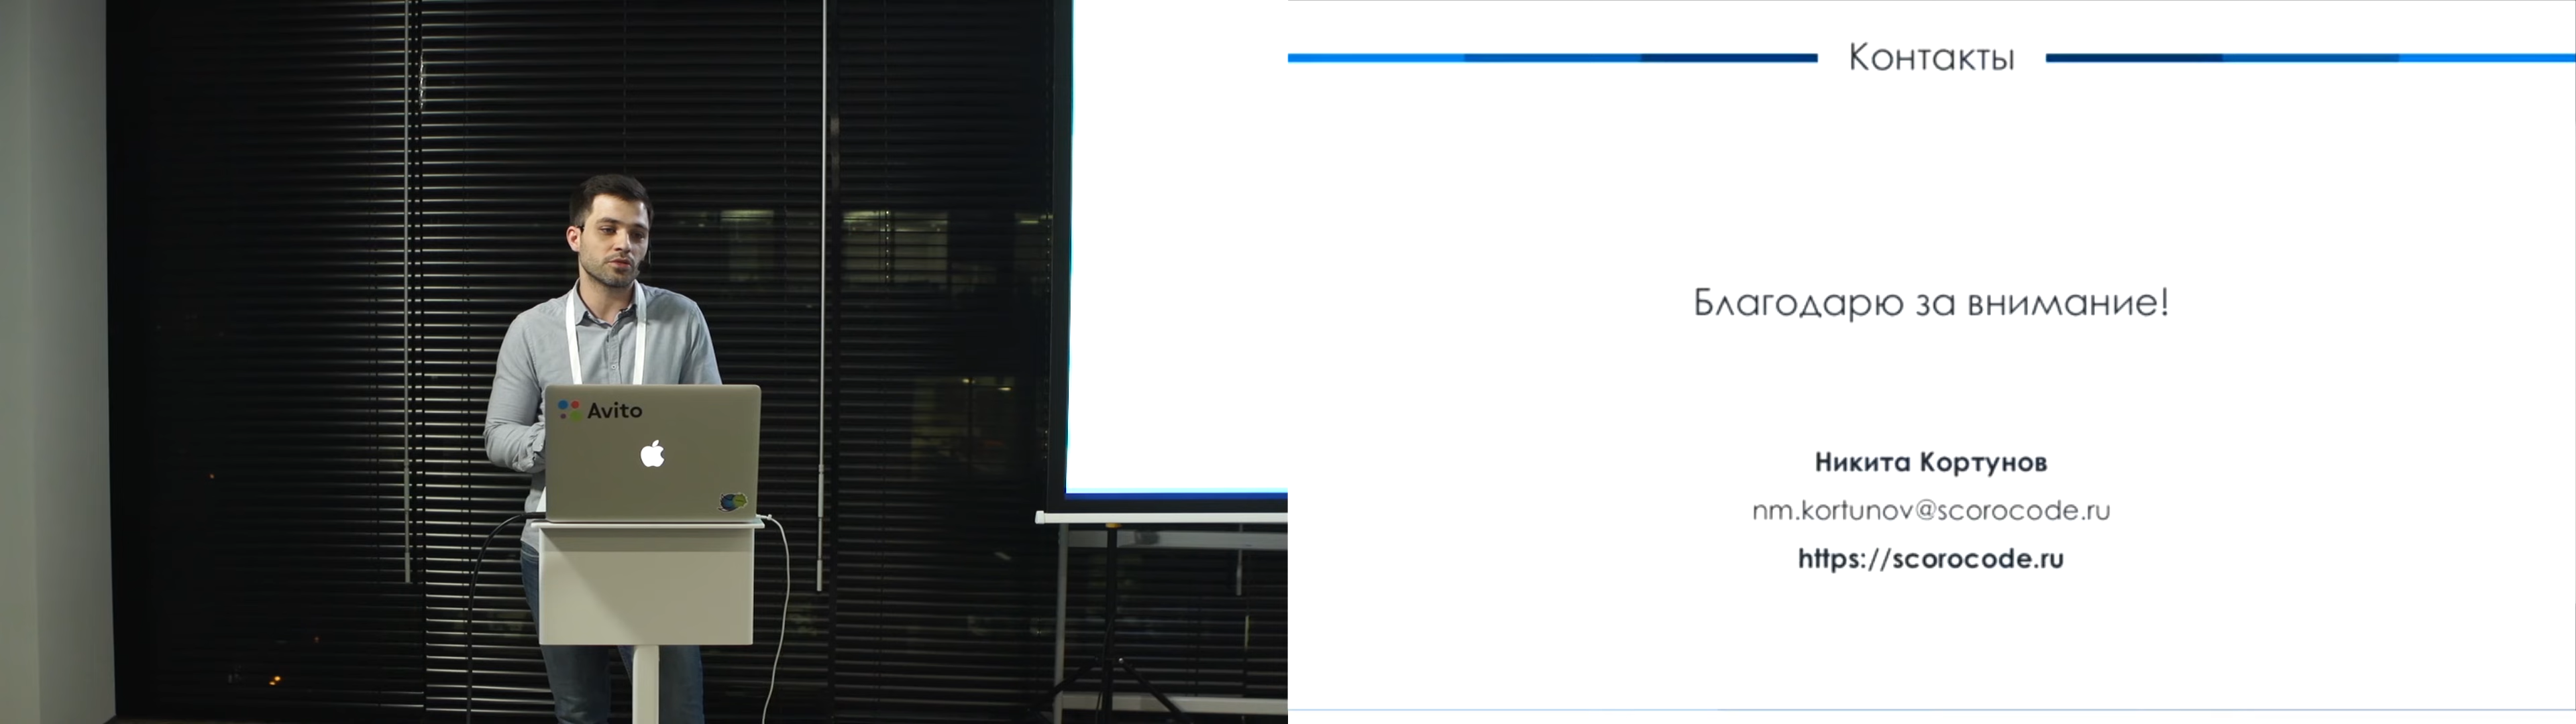 Avito
Контакты
Благодарю за внимание!
Никита Кортунов
nm.kortunov@scorocode.ru
https://scorocode.ru